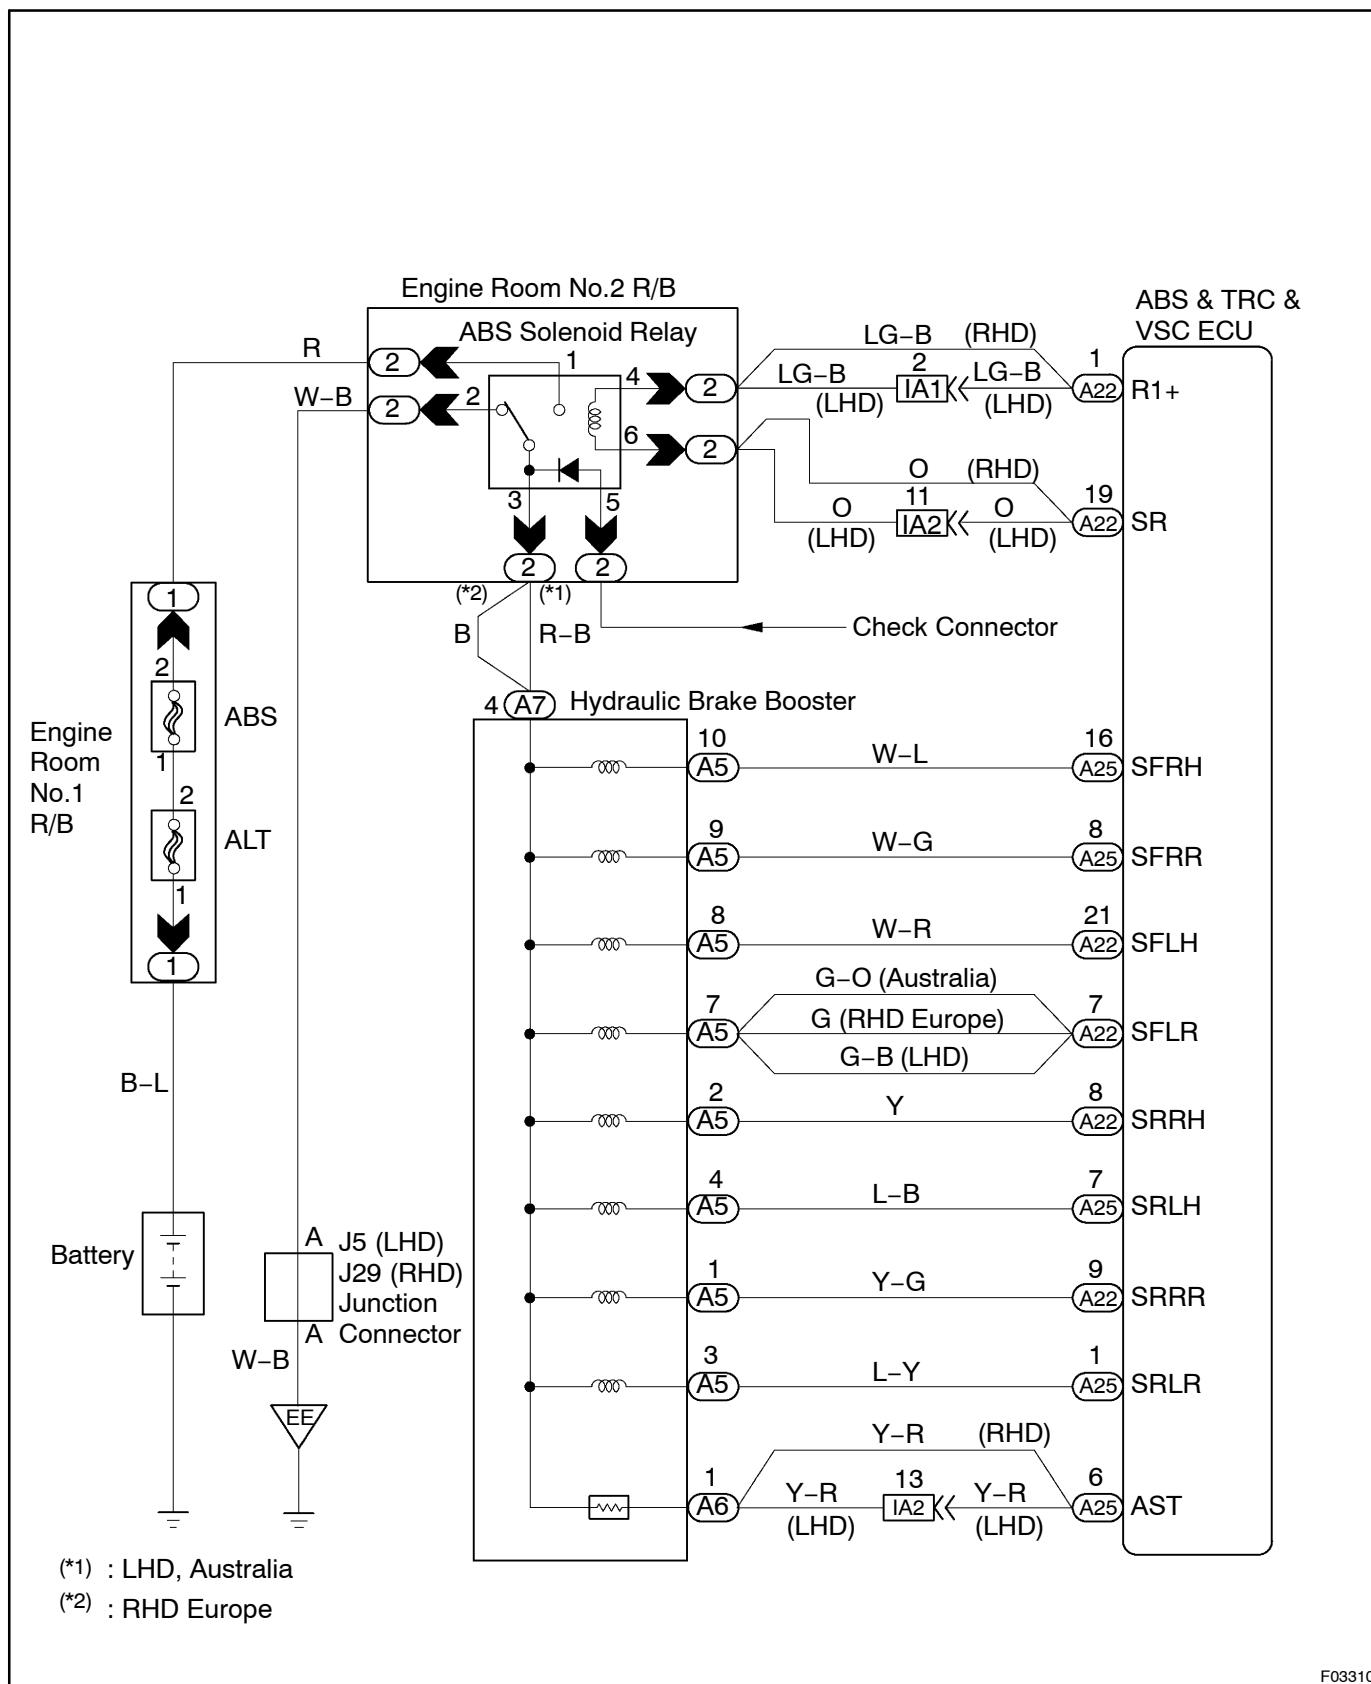 Engine Room No.2 R/B
ABS Solenoid Relay
ABS & TRC &
VSC ECU
R
2
1
4
2
LG–B
(RHD)
LG–B
(LHD)
2
IA1
LG–B
(LHD)
1
A22
R1+
W–B
2
2
6
2
O
(RHD)
O
(LHD)
11
IA2
O
(LHD)
19
A22
SR
3
5
2
2
(*2)
(*1)
B
R–B
Check Connector
1
2
ABS
1
2
ALT
1
1
Engine
Room
No.1
R/B
4
A7
Hydraulic Brake Booster
10
A5
W–L
16
A25
SFRH
9
A5
W–G
8
A25
SFRR
8
A5
W–R
21
A22
SFLH
7
A5
G–O (Australia)
G (RHD Europe)
G–B (LHD)
7
A22
SFLR
B–L
2
A5
Y
8
A22
SRRH
4
A5
L–B
7
A25
SRLH
Battery
A
J5 (LHD)
J29 (RHD)
Junction
Connector
A
W–B
EE
1
A5
Y–G
9
A22
SRRR
3
A5
L–Y
1
A25
SRLR
1
A6
Y–R
(RHD)
Y–R
(LHD)
13
IA2
Y–R
(LHD)
6
A25
AST
(*1) : LHD, Australia
(*2) : RHD Europe
F03310